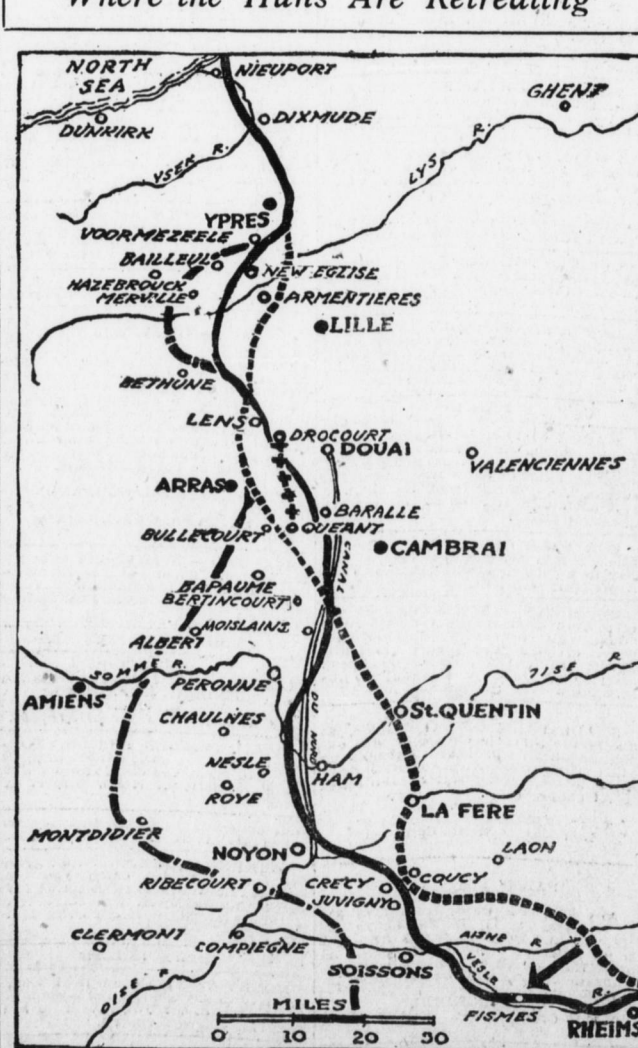 Where the Huns Are Retreating
NORTH
SEA
NIEUPORT
GHENT
DUNKIRK
DIXMUDE
YSER R.
LYS R.
YPRES
VOORMEZEELE
BAILLEUL
NEW EGLISE
HAZEBROUCK
MERVILLE
ARMENTIERES
LILLE
BETHUNE
LENS
DROCOURT
DOUAI
VALENCIENNES
ARRAS
BARALLE
BULLECOURT
QUEANT
CANAL
CAMBRAI
BAPAUME
BERTINCOURT
MOISLAINS
ALBERT
SOMME R.
OISE R
AMIENS
PERONNE
DU NORD
CHAULNES
St. QUENTIN
NESLE
HAM
ROYE
LA FERE
MONTDIDIER
NOYON
LAON
RIBECOURT
CRECY
COUCY
JUVIGNY
CLERMONT
COMPIEGNE
AISNE R
SOISSONS
VESLE R.
OISE R
MILES
FISMES
RHEIMS
0 10 20 30